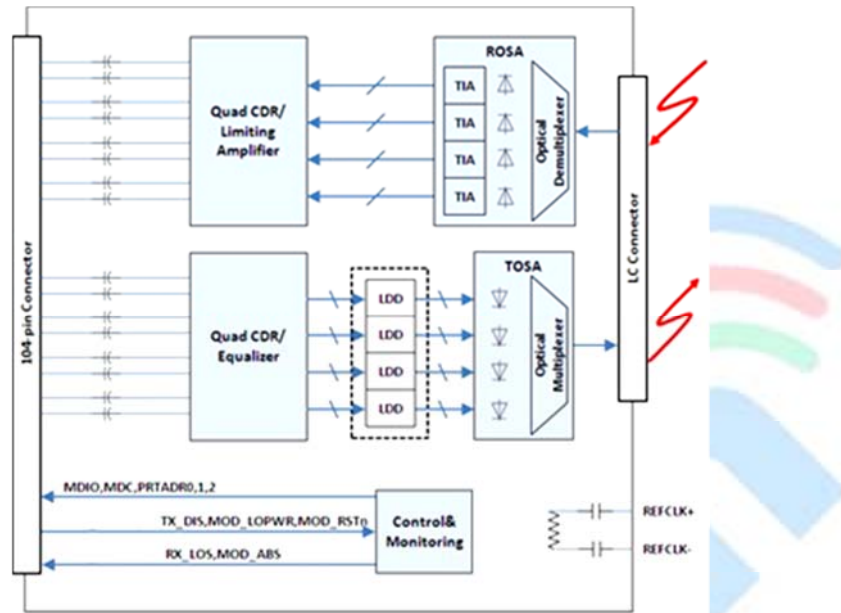 104-pin Connector
Quad CDR/
Limiting
Amplifier
ROSA
TIA
TIA
TIA
TIA
Optical
Demultiplexer
LC Connector
Quad CDR/
Equalizer
LDD
LDD
LDD
LDD
TOSA
Optical
Multiplexer
MDIO,MDC,PRTADR0,1,2
TX_DIS,MOD_LOPWR,MOD_RSTn
RX_LOS,MOD_ABS
Control&
Monitoring
REFCLK+
REFCLK-